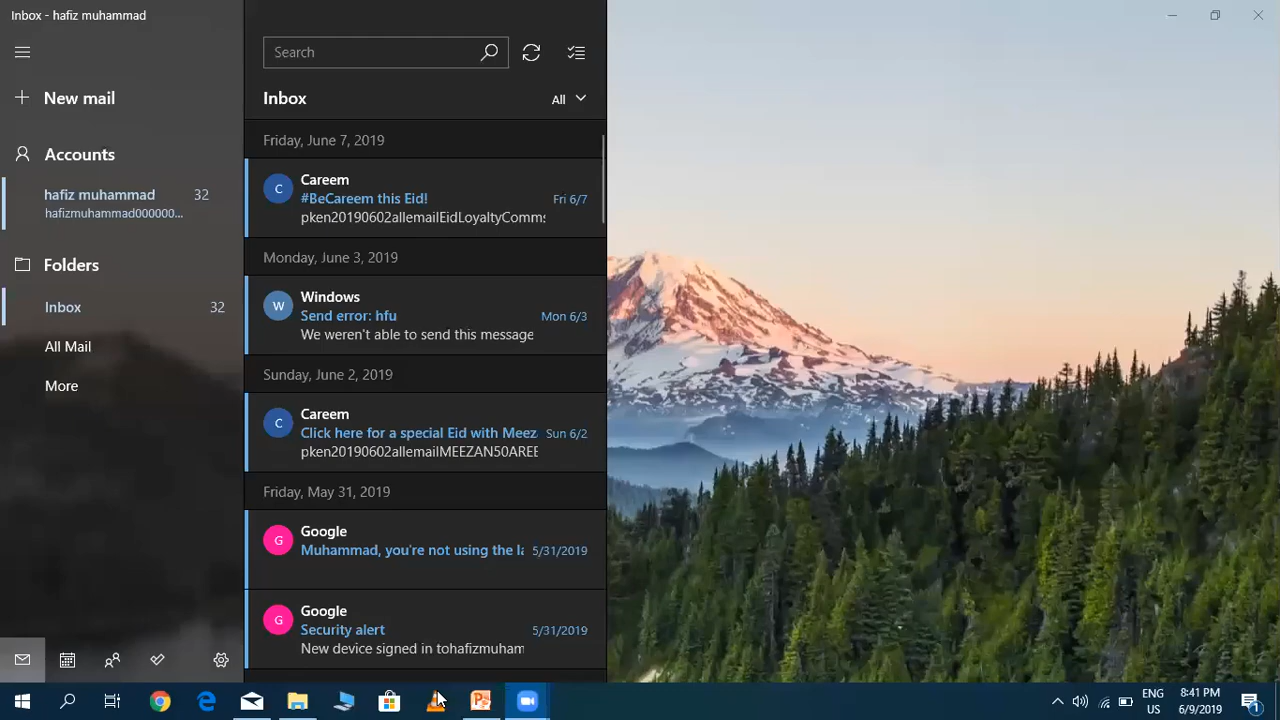 Inbox - hafiz muhammad
New mail
Accounts
hafiz muhammad 32
hafizmuhammad000000...
Folders
Inbox 32
All Mail
More
Search
Inbox All
Friday, June 7, 2019
C Careem
#BeCareem this Eid! Fri 6/7
pken20190602allemailEidLoyaltyComms
Monday, June 3, 2019
W Windows
Send error: hfu Mon 6/3
We weren't able to send this message
Sunday, June 2, 2019
C Careem
Click here for a special Eid with Meez Sun 6/2
pken20190602allemailMEEZAN50AREE
Friday, May 31, 2019
G Google
Muhammad, you're not using the la 5/31/2019
G Google
Security alert 5/31/2019
New device signed in tohafizmuham
ENG
US
8:41 PM
6/9/2019
1